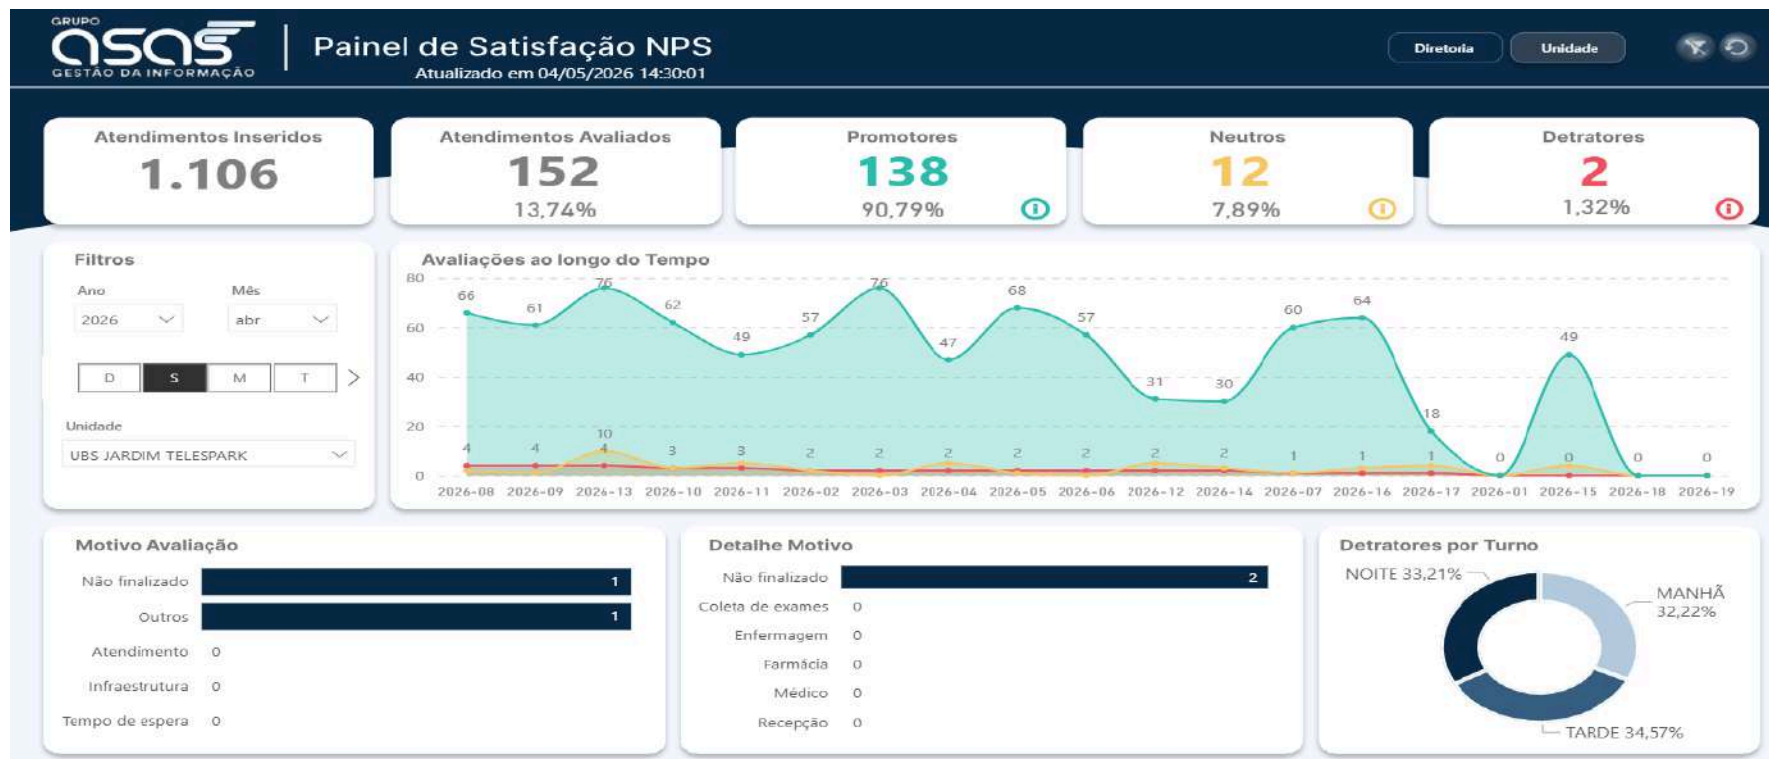 GRUPO
asas
GESTÃO DA INFORMAÇÃO
Painel de Satisfação NPS
Atualizado em 04/05/2026 14:30:01
Diretoria
Unidade
Atendimentos Inseridos
1.106
Atendimentos Avaliados
152
13,74%
Promotores
138
90,79%
Neutros
12
7,89%
Detratores
2
1,32%
Filtros
Ano
Mês
2026
abr
D S M T
Unidade
UBS JARDIM TELESPARK
Avaliações ao longo do Tempo
80
60
40
20
0
66 61 76 62 49 57 76 47 68 57 31 30 60 64 18 0 49 0 0
10
4 4 4 3 3 2 2 2 2 2 2 2 1 1 1 0 0 0 0
2026-08 2026-09 2026-13 2026-10 2026-11 2026-02 2026-03 2026-04 2026-05 2026-06 2026-12 2026-14 2026-07 2026-16 2026-17 2026-01 2026-15 2026-18 2026-19
Motivo Avaliação
Não finalizado 1
Outros 1
Atendimento 0
Infraestrutura 0
Tempo de espera 0
Detalhe Motivo
Não finalizado 2
Coleta de exames 0
Enfermagem 0
Farmácia 0
Médico 0
Recepção 0
Detratores por Turno
NOITE 33,21%
MANHÃ
32,22%
TARDE 34,57%